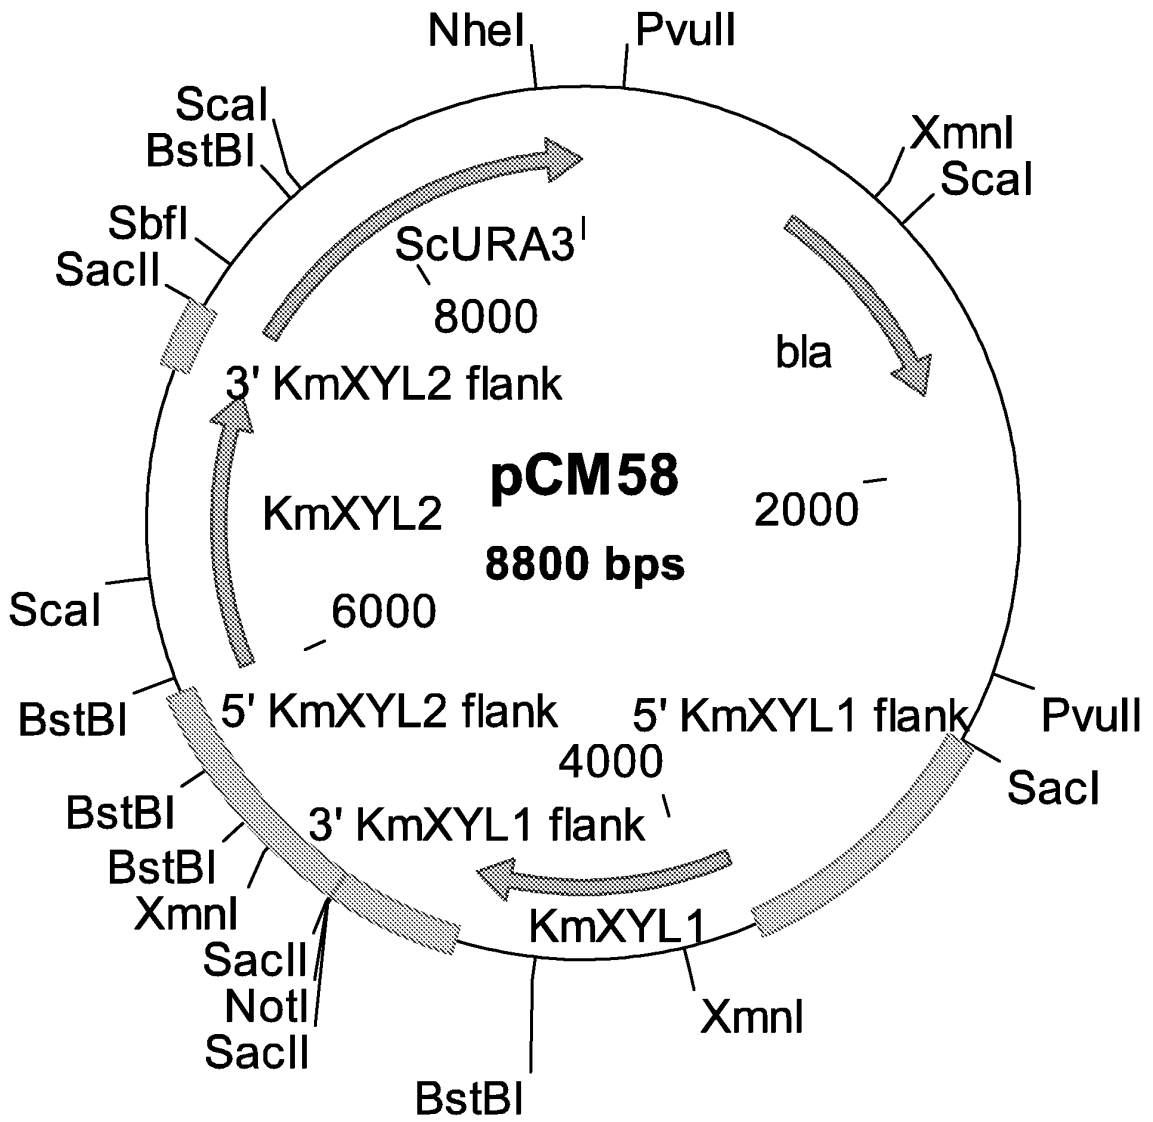 NheI
PvuII
ScaI
XmnI
BstBI
ScaI
SbfI
ScURA3
SacII
8000
bla
3' KmXYL2 flank
pCM58
KmXYL2
2000
8800 bps
ScaI
6000
BstBI
5' KmXYL2 flank
5' KmXYL1 flank
PvuII
4000
SacI
BstBI
3' KmXYL1 flank
BstBI
XmnI
KmXYL1
SacII
NotI
XmnI
SacII
BstBI